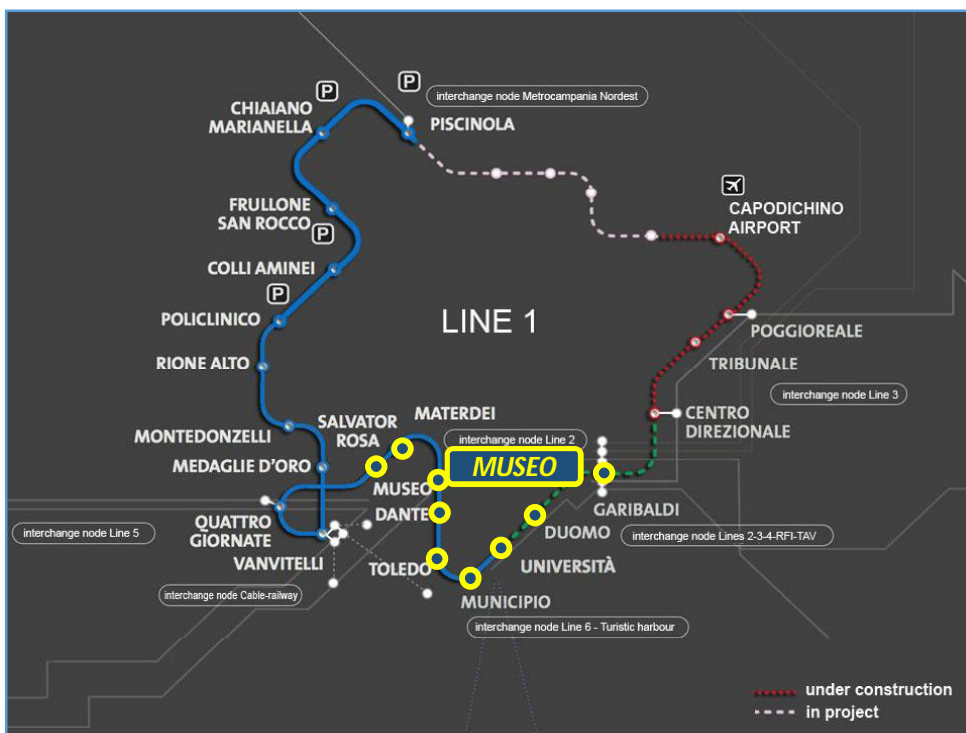 P
P
interchange node Metrocampania Nordest
CHIAIANO
MARIANELLA
PISCINOLA
FRULLONE
SAN ROCCO
P
CAPODICHINO
AIRPORT
COLLI AMINEI
P
POLICLINICO
LINE 1
POGGIOREALE
RIONE ALTO
TRIBUNALE
interchange node Line 3
SALVATOR
ROSA
MATERDEI
CENTRO
DIREZIONALE
MONTEDONZELLI
interchange node Line 2
MEDAGLIE D'ORO
MUSEO
MUSEO
GARIBALDI
DANTE
QUATTRO
GIORNATE
interchange node Line 5
DUOMO
interchange node Lines 2-3-4-RFI-TAV
VANVITELLI
TOLEDO
UNIVERSITÀ
interchange node Cable-railway
MUNICIPIO
interchange node Line 6 - Turistic harbour
under construction
in project